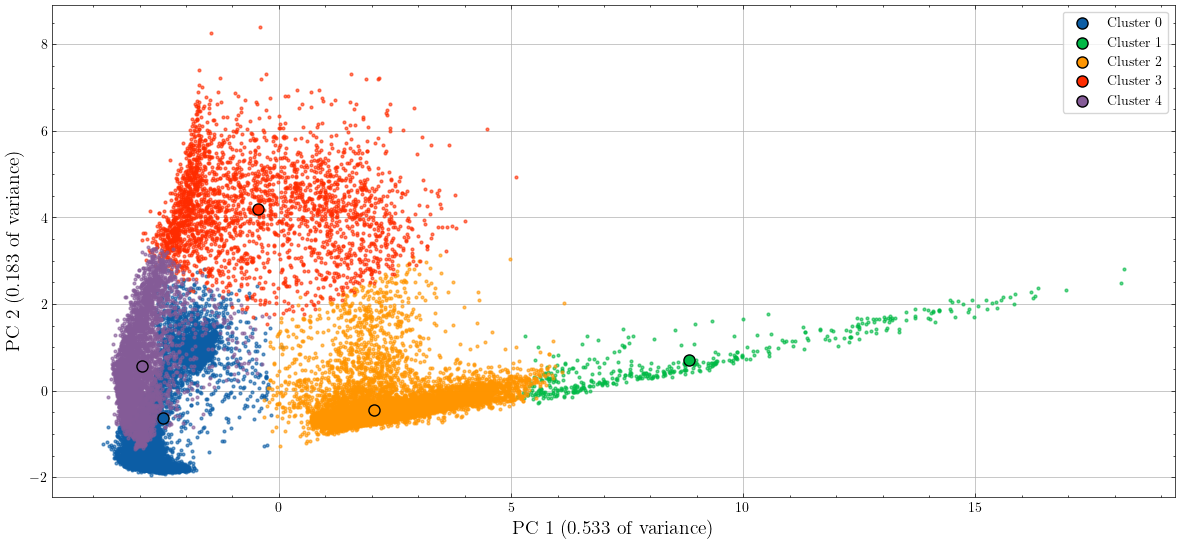 8
6
4
2
0
−2
0
5
10
15
PC 2 (0.183 of variance)
PC 1 (0.533 of variance)
Cluster 0
Cluster 1
Cluster 2
Cluster 3
Cluster 4